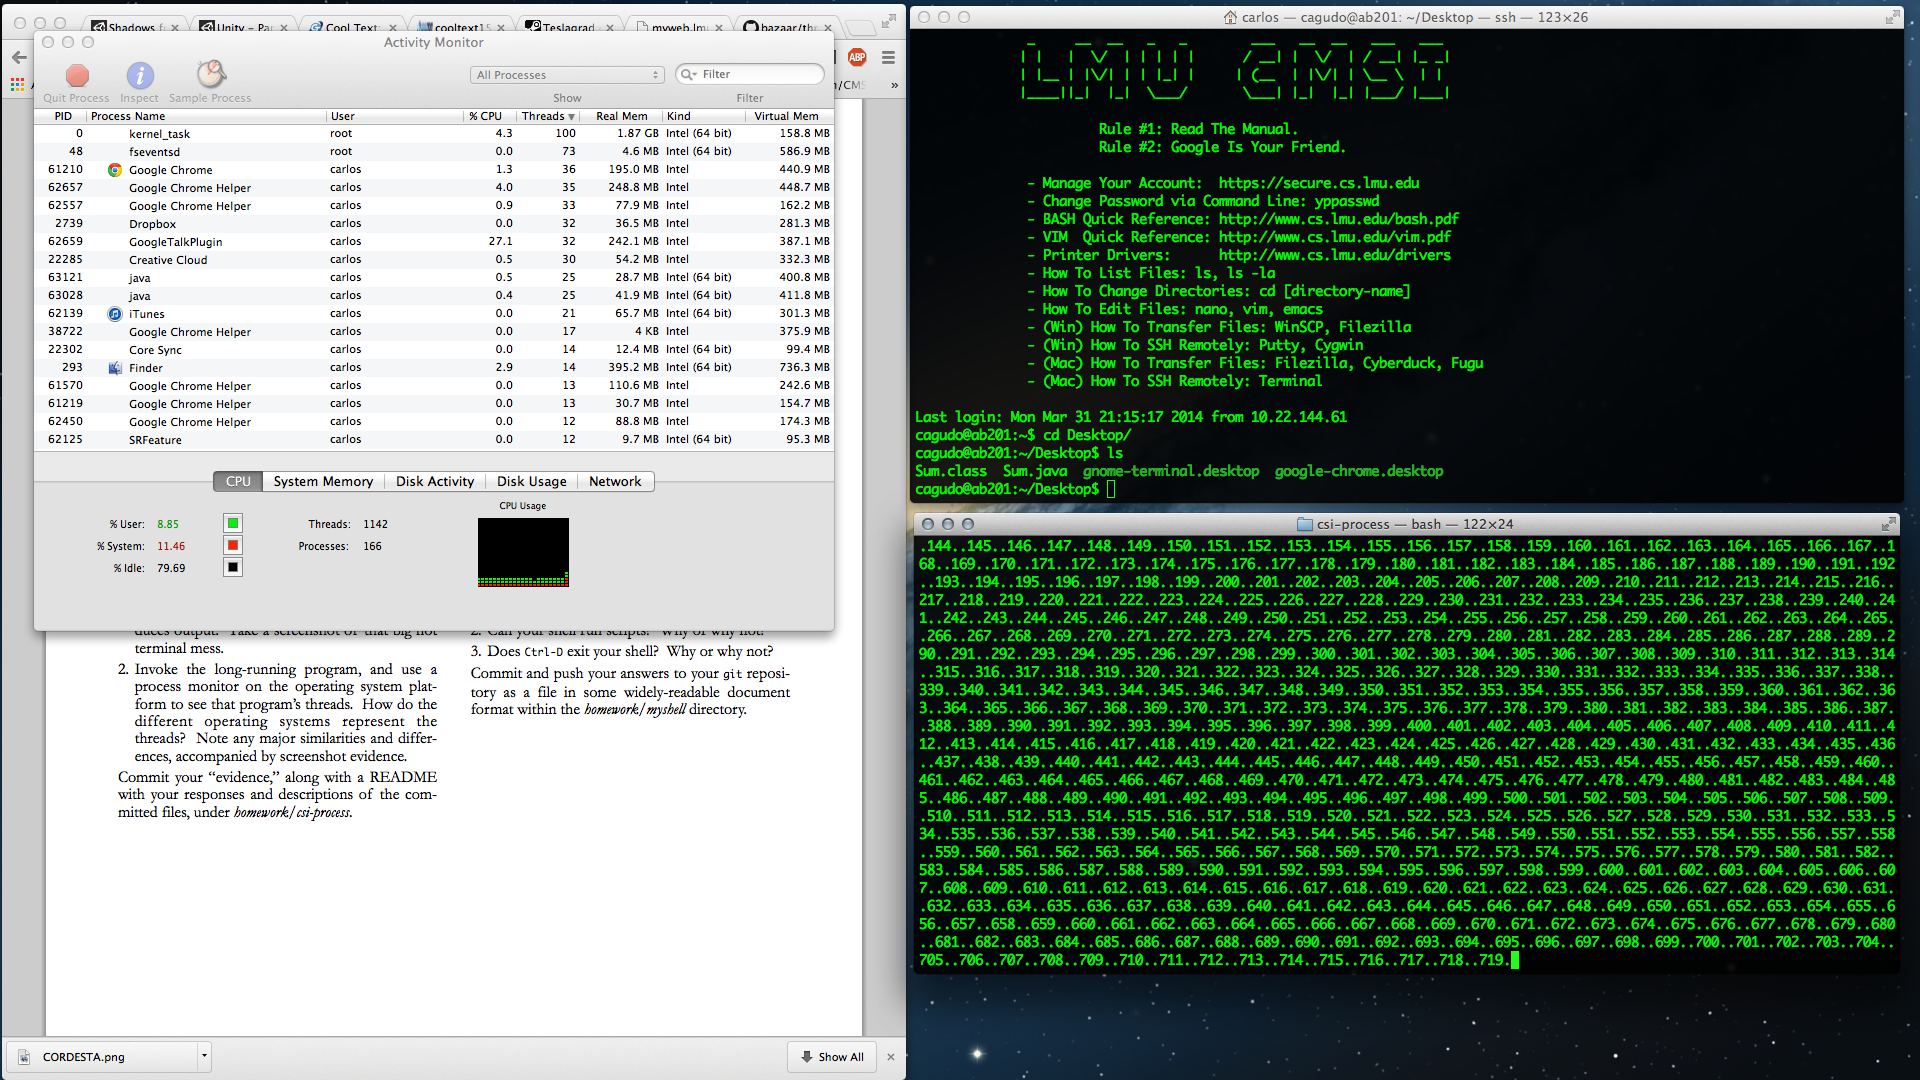 Shadows f
Unity – Pa
Cool Text
cooltext15
Teslagrad
myweb.lm
bazaar/thr
Activity Monitor
ABP
/CMS
»
Quit Process
Inspect
Sample Process
All Processes
Show
Filter
Filter
PID Process Name User % CPU Threads Real Mem Kind Virtual Mem
0 kernel_task root 4.3 100 1.87 GB Intel (64 bit) 158.8 MB
48 fseventsd root 0.0 73 4.6 MB Intel (64 bit) 586.9 MB
61210 Google Chrome carlos 1.3 36 195.0 MB Intel 440.9 MB
62657 Google Chrome Helper carlos 4.0 35 248.8 MB Intel 448.7 MB
62557 Google Chrome Helper carlos 0.9 33 77.9 MB Intel 162.2 MB
2739 Dropbox carlos 0.0 32 36.5 MB Intel 281.3 MB
62659 GoogleTalkPlugin carlos 27.1 32 242.1 MB Intel 387.1 MB
22285 Creative Cloud carlos 0.5 30 54.2 MB Intel 332.3 MB
63121 java carlos 0.5 25 28.7 MB Intel (64 bit) 400.8 MB
63028 java carlos 0.4 25 41.9 MB Intel (64 bit) 411.8 MB
62139 iTunes carlos 0.0 21 65.7 MB Intel (64 bit) 301.3 MB
38722 Google Chrome Helper carlos 0.0 17 4 KB Intel 375.9 MB
22302 Core Sync carlos 0.0 14 12.4 MB Intel (64 bit) 99.4 MB
293 Finder carlos 2.9 14 395.2 MB Intel (64 bit) 736.3 MB
61570 Google Chrome Helper carlos 0.0 13 110.6 MB Intel 242.6 MB
61219 Google Chrome Helper carlos 0.0 13 30.7 MB Intel 154.7 MB
62450 Google Chrome Helper carlos 0.0 12 88.8 MB Intel 174.3 MB
62125 SRFeature carlos 0.0 12 9.7 MB Intel (64 bit) 95.3 MB
CPU System Memory Disk Activity Disk Usage Network
CPU Usage
% User: 8.85 Threads: 1142
% System: 11.46 Processes: 166
% Idle: 79.69
duces output. Take a screenshot of that big hot
terminal mess.
2. Invoke the long-running program, and use a
process monitor on the operating system plat-
form to see that program's threads. How do the
different operating systems represent the
threads? Note any major similarities and differ-
ences, accompanied by screenshot evidence.
Commit your “evidence,” along with a README
with your responses and descriptions of the com-
mitted files, under homework/csi-process.
2. Can your shell run scripts? Why or why not?
3. Does Ctrl-D exit your shell? Why or why not?
Commit and push your answers to your git reposi-
tory as a file in some widely-readable document
format within the homework/myshell directory.
CORDESTA.png
Show All
carlos — cagudo@ab201: ~/Desktop — ssh — 123×26
LMU CMSI
Rule #1: Read The Manual.
Rule #2: Google Is Your Friend.
- Manage Your Account: https://secure.cs.lmu.edu
- Change Password via Command Line: yppasswd
- BASH Quick Reference: http://www.cs.lmu.edu/bash.pdf
- VIM Quick Reference: http://www.cs.lmu.edu/vim.pdf
- Printer Drivers: http://www.cs.lmu.edu/drivers
- How To List Files: ls, ls -la
- How To Change Directories: cd [directory-name]
- How To Edit Files: nano, vim, emacs
- (Win) How To Transfer Files: WinSCP, Filezilla
- (Win) How To SSH Remotely: Putty, Cygwin
- (Mac) How To Transfer Files: Filezilla, Cyberduck, Fugu
- (Mac) How To SSH Remotely: Terminal
Last login: Mon Mar 31 21:15:17 2014 from 10.22.144.61
cagudo@ab201:~$ cd Desktop/
cagudo@ab201:~/Desktop$ ls
Sum.class Sum.java gnome-terminal.desktop google-chrome.desktop
cagudo@ab201:~/Desktop$
csi-process — bash — 122×24
.144..145..146..147..148..149..150..151..152..153..154..155..156..157..158..159..160..161..162..163..164..165..166..167..1
68..169..170..171..172..173..174..175..176..177..178..179..180..181..182..183..184..185..186..187..188..189..190..191..192
..193..194..195..196..197..198..199..200..201..202..203..204..205..206..207..208..209..210..211..212..213..214..215..216..
217..218..219..220..221..222..223..224..225..226..227..228..229..230..231..232..233..234..235..236..237..238..239..240..24
1..242..243..244..245..246..247..248..249..250..251..252..253..254..255..256..257..258..259..260..261..262..263..264..265.
.266..267..268..269..270..271..272..273..274..275..276..277..278..279..280..281..282..283..284..285..286..287..288..289..2
90..291..292..293..294..295..296..297..298..299..300..301..302..303..304..305..306..307..308..309..310..311..312..313..314
..315..316..317..318..319..320..321..322..323..324..325..326..327..328..329..330..331..332..333..334..335..336..337..338..
339..340..341..342..343..344..345..346..347..348..349..350..351..352..353..354..355..356..357..358..359..360..361..362..36
3..364..365..366..367..368..369..370..371..372..373..374..375..376..377..378..379..380..381..382..383..384..385..386..387.
.388..389..390..391..392..393..394..395..396..397..398..399..400..401..402..403..404..405..406..407..408..409..410..411..4
12..413..414..415..416..417..418..419..420..421..422..423..424..425..426..427..428..429..430..431..432..433..434..435..436
..437..438..439..440..441..442..443..444..445..446..447..448..449..450..451..452..453..454..455..456..457..458..459..460..
461..462..463..464..465..466..467..468..469..470..471..472..473..474..475..476..477..478..479..480..481..482..483..484..48
5..486..487..488..489..490..491..492..493..494..495..496..497..498..499..500..501..502..503..504..505..506..507..508..509.
.510..511..512..513..514..515..516..517..518..519..520..521..522..523..524..525..526..527..528..529..530..531..532..533..5
34..535..536..537..538..539..540..541..542..543..544..545..546..547..548..549..550..551..552..553..554..555..556..557..558
..559..560..561..562..563..564..565..566..567..568..569..570..571..572..573..574..575..576..577..578..579..580..581..582..
583..584..585..586..587..588..589..590..591..592..593..594..595..596..597..598..599..600..601..602..603..604..605..606..60
7..608..609..610..611..612..613..614..615..616..617..618..619..620..621..622..623..624..625..626..627..628..629..630..631.
.632..633..634..635..636..637..638..639..640..641..642..643..644..645..646..647..648..649..650..651..652..653..654..655..6
56..657..658..659..660..661..662..663..664..665..666..667..668..669..670..671..672..673..674..675..676..677..678..679..680
..681..682..683..684..685..686..687..688..689..690..691..692..693..694..695..696..697..698..699..700..701..702..703..704..
705..706..707..708..709..710..711..712..713..714..715..716..717..718..719.